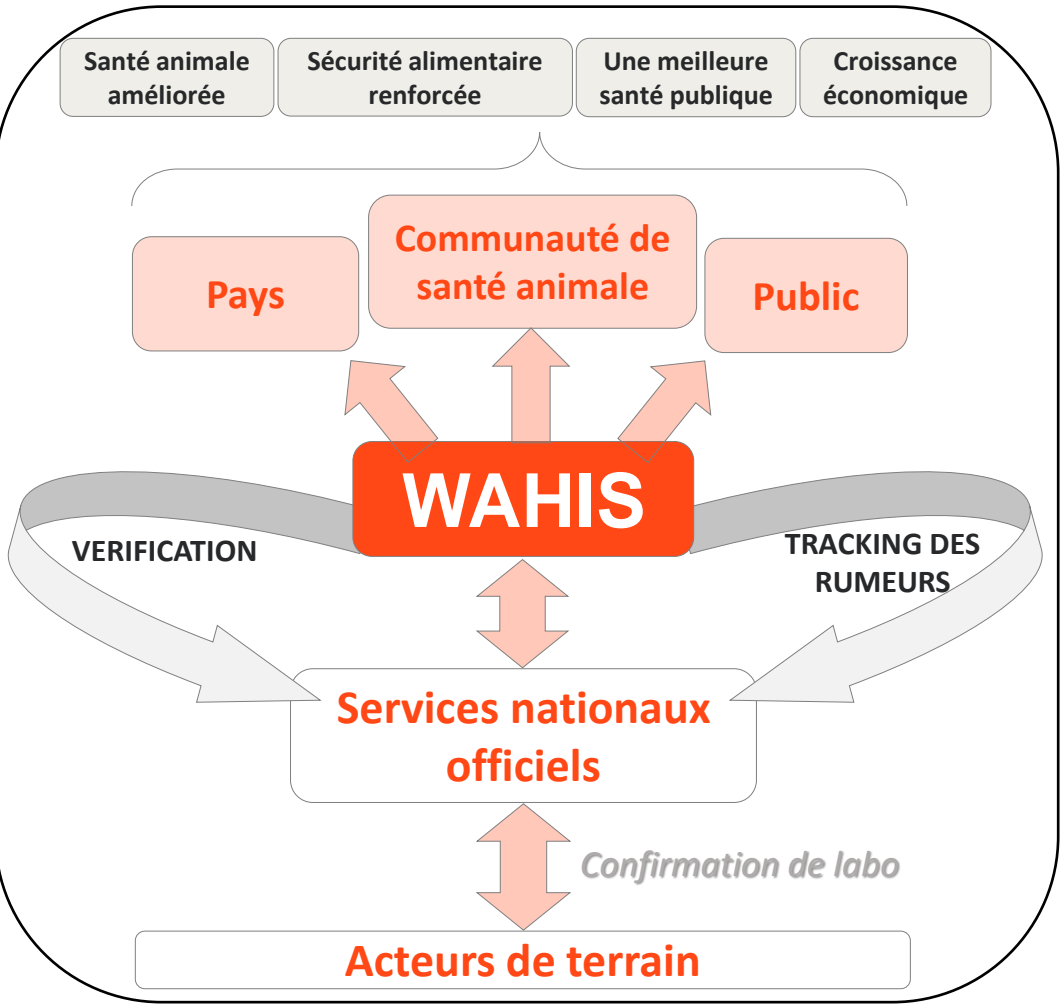 Santé animale
améliorée
Sécurité alimentaire
renforcée
Une meilleure
santé publique
Croissance
économique
Pays
Communauté de
santé animale
Public
WAHIS
VERIFICATION
TRACKING DES
RUMEURS
Services nationaux
officiels
Confirmation de labo
Acteurs de terrain